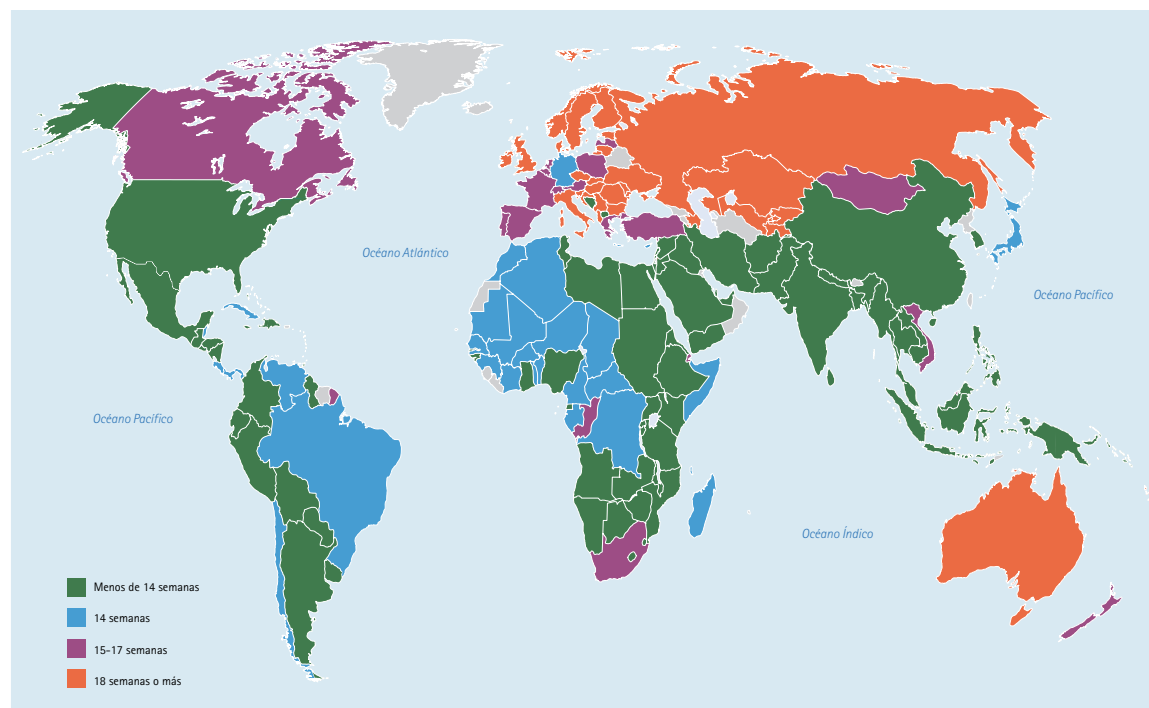 Océano Atlántico
Océano Pacífico
Océano Pacífico
Océano Índico
Menos de 14 semanas
14 semanas
15-17 semanas
18 semanas o más